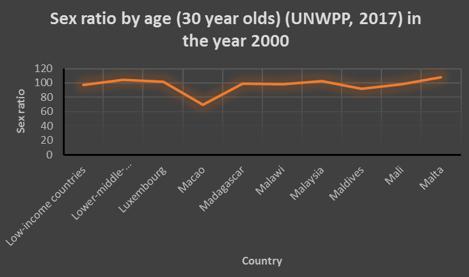 Sex ratio by age (30 year olds) (UNWPP, 2017) in
the year 2000
Sex ratio
120
100
80
60
40
20
0
Low-income countries
Lower-middle-...
Luxembourg
Macao
Madagascar
Malawi
Malaysia
Maldives
Mali
Malta
Country